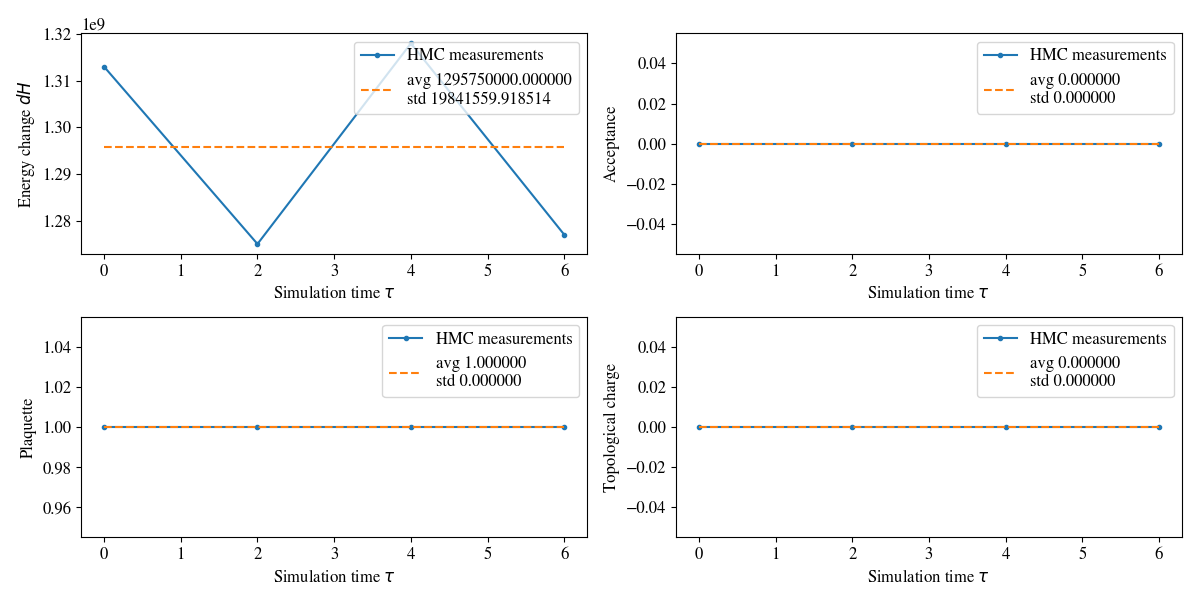 1e9
1.32
1.31
1.30
1.29
1.28
Energy change dH
HMC measurements
avg 1295750000.000000
std 19841559.918514
0 1 2 3 4 5 6
Simulation time τ
0.04
0.02
0.00
−0.02
−0.04
Acceptance
HMC measurements
avg 0.000000
std 0.000000
0 1 2 3 4 5 6
Simulation time τ
1.04
1.02
1.00
0.98
0.96
Plaquette
HMC measurements
avg 1.000000
std 0.000000
0 1 2 3 4 5 6
Simulation time τ
0.04
0.02
0.00
−0.02
−0.04
Topological charge
HMC measurements
avg 0.000000
std 0.000000
0 1 2 3 4 5 6
Simulation time τ